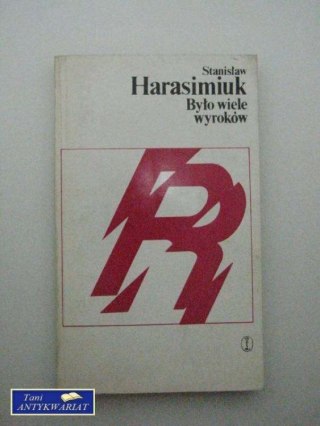 Stanisław
Harasimiuk
Było wiele
wyroków
R
Tani
ANTYKWARIAT